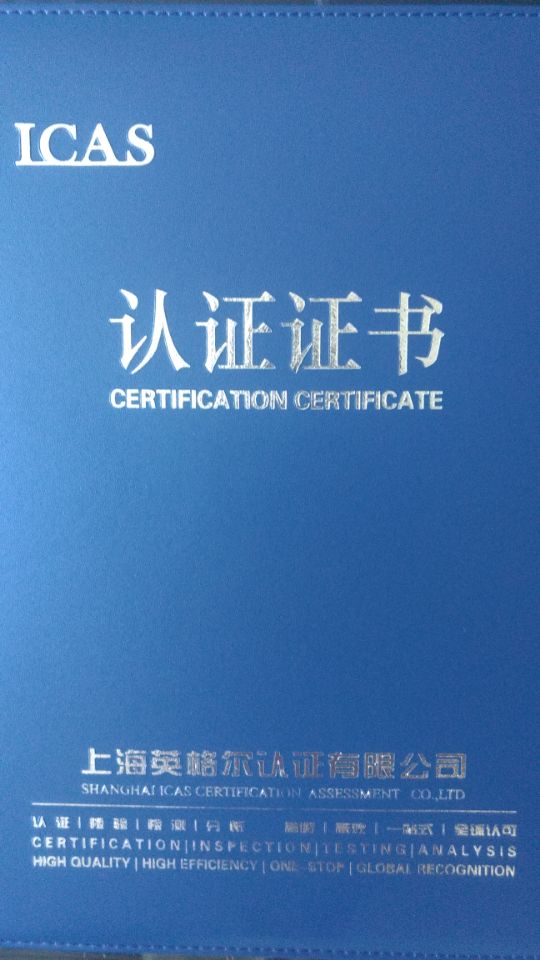 ICAS
认证证书
CERTIFICATION CERTIFICATE
上海英格尔认证有限公司
SHANGHAI ICAS CERTIFICATION ASSESSMENT CO.,LTD
认证|检验|检测|分析 高质|高效|一站式|全球认可
CERTIFICATION|INSPECTION|TESTING|ANALYSIS
HIGH QUALITY|HIGH EFFICIENCY|ONE-STOP|GLOBAL RECOGNITION